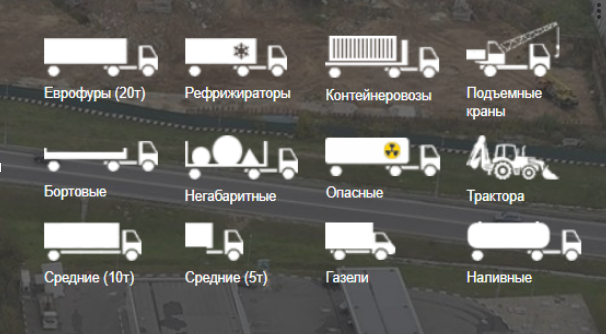 Еврофуры (20т) Рефрижираторы Контейнеровозы Подъемные
краны
Бортовые Негабаритные Опасные Трактора
Средние (10т) Средние (5т) Газели Наливные